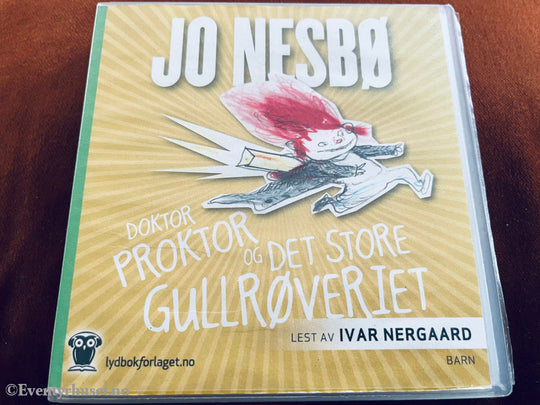 JO NESBØ
DOKTOR
PROKTOR
OG DET STORE
GULLRØVERIET
LEST AV IVAR NERGAARD
lydbokforlaget.no
BARN
© Eventyrhuset.no